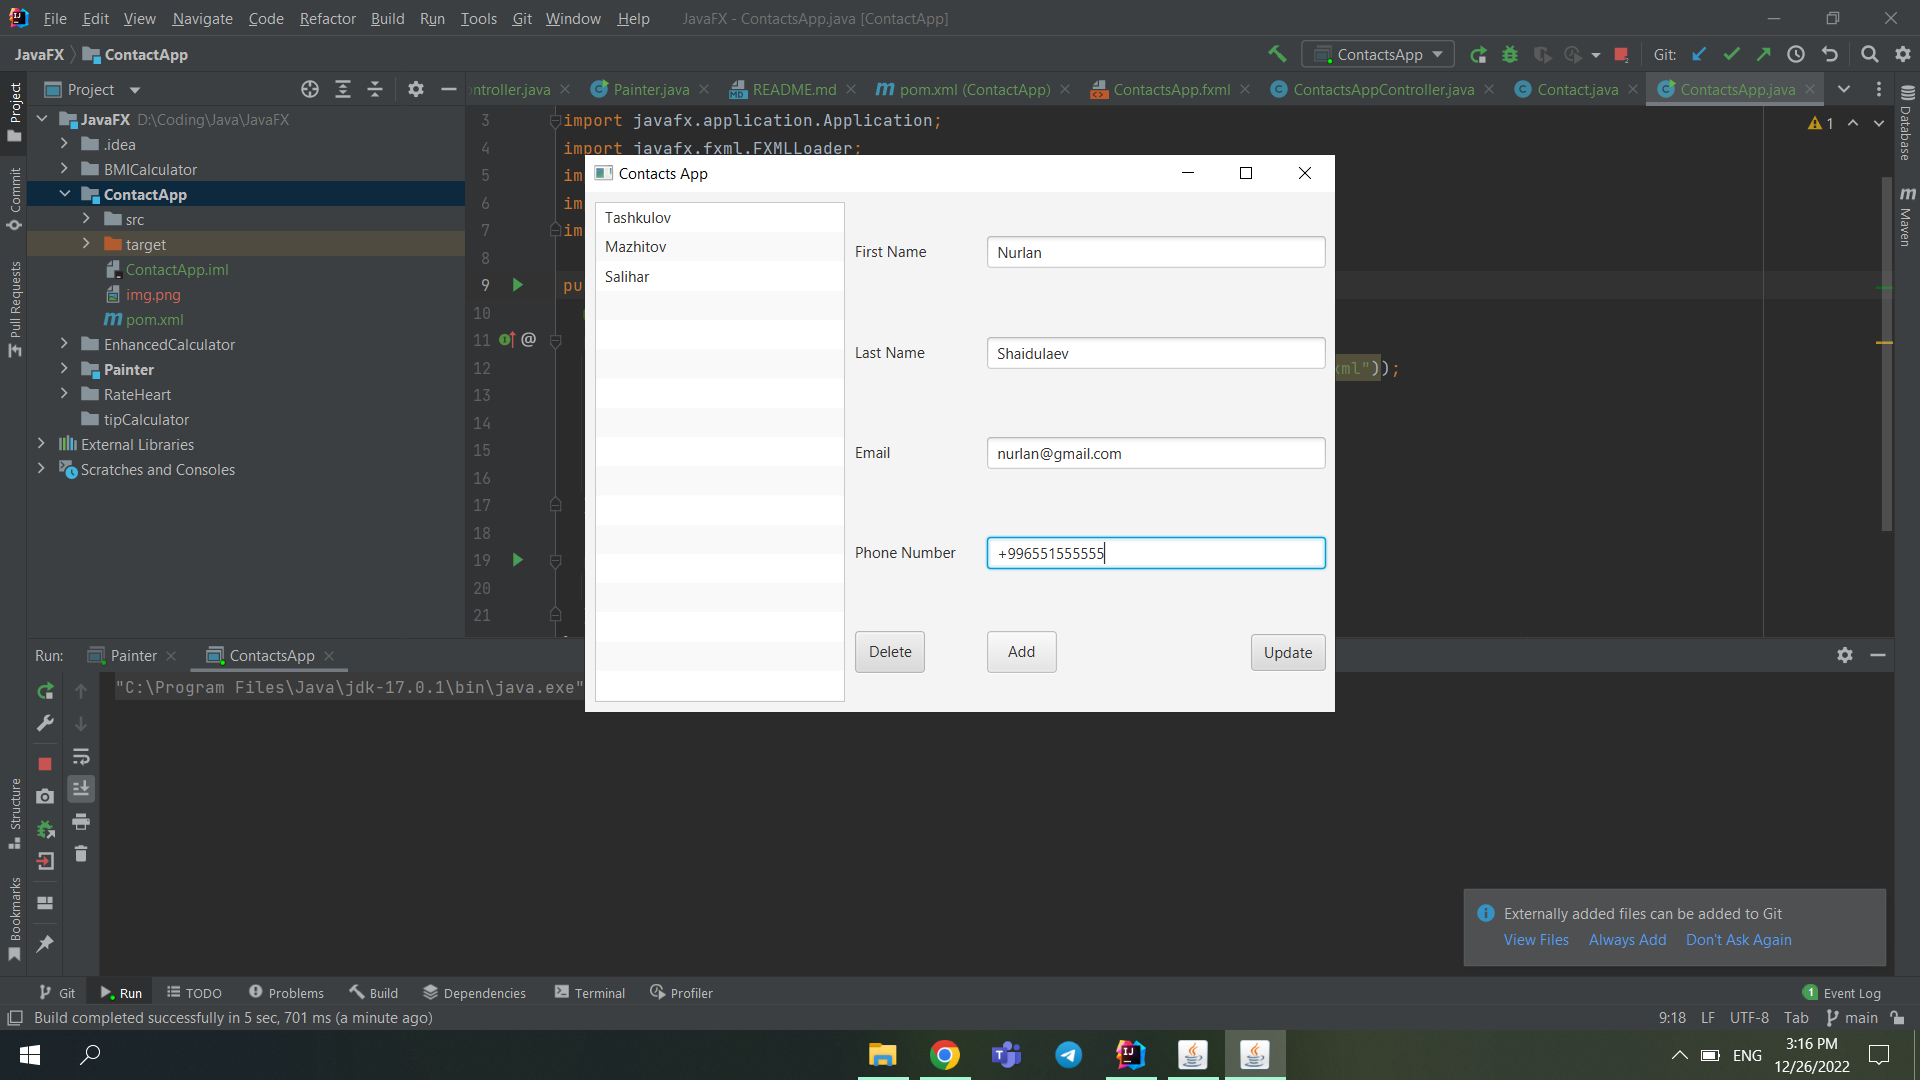 File Edit View Navigate Code Refactor Build Run Tools Git Window Help JavaFX - ContactsApp.java [ContactApp]
JavaFX ContactApp ContactsApp Git:
Project ontroller.java Painter.java README.md pom.xml (ContactApp) ContactsApp.fxml ContactsAppController.java Contact.java ContactsApp.java
Project
Commit
Pull Requests
Structure
Bookmarks
Database
Maven
JavaFX D:\Coding\Java\JavaFX
.idea
BMICalculator
ContactApp
src
target
ContactApp.iml
img.png
pom.xml
EnhancedCalculator
Painter
RateHeart
tipCalculator
External Libraries
Scratches and Consoles
3 import javafx.application.Application;
4 import javafx.fxml.FXMLLoader;
5 im
6 im
7 im
8
9 pu
10
11 @
12 xml"));
13
14
15
16
17
18
19
20
21
1
Contacts App
Tashkulov
Mazhitov
Salihar
First Name Nurlan
Last Name Shaidulaev
Email nurlan@gmail.com
Phone Number +996551555555
Delete Add Update
Run: Painter ContactsApp
"C:\Program Files\Java\jdk-17.0.1\bin\java.exe"
Externally added files can be added to Git
View Files Always Add Don't Ask Again
Git Run TODO Problems Build Dependencies Terminal Profiler 1 Event Log
Build completed successfully in 5 sec, 701 ms (a minute ago) 9:18 LF UTF-8 Tab main
ENG 3:16 PM
12/26/2022